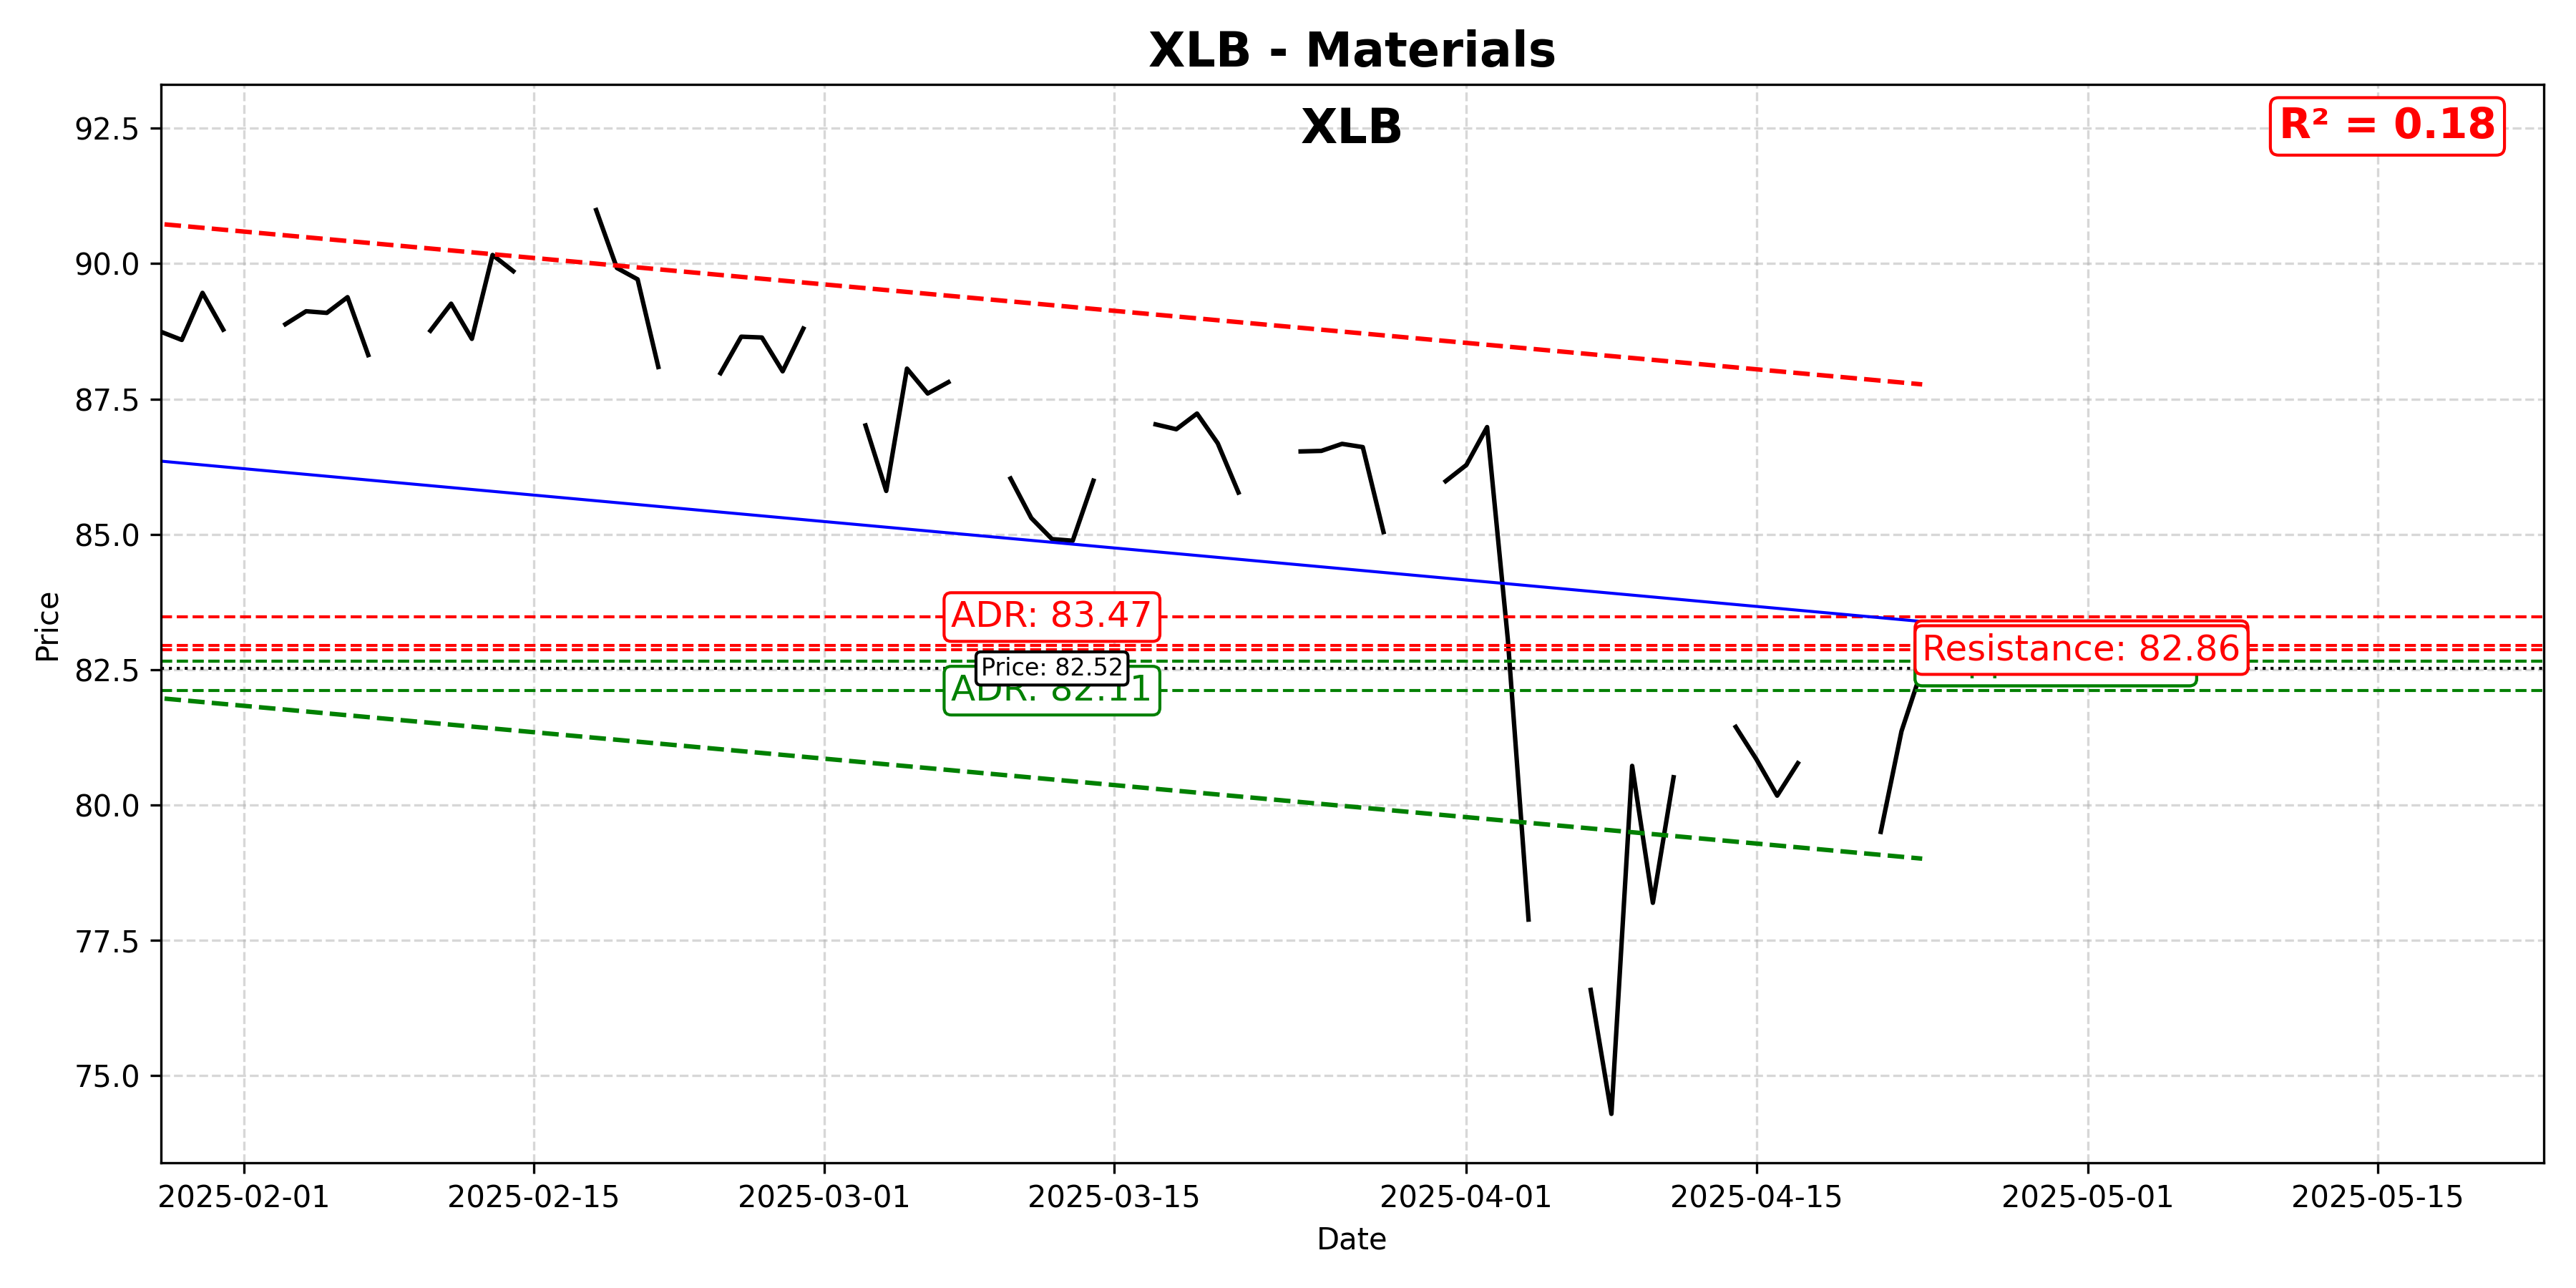 XLB - Materials
XLB
R² = 0.18
92.5
90.0
87.5
85.0
82.5
80.0
77.5
75.0
Price
ADR: 83.47
Resistance: 82.86
Price: 82.52
ADR: 82.11
2025-02-01
2025-02-15
2025-03-01
2025-03-15
2025-04-01
2025-04-15
2025-05-01
2025-05-15
Date